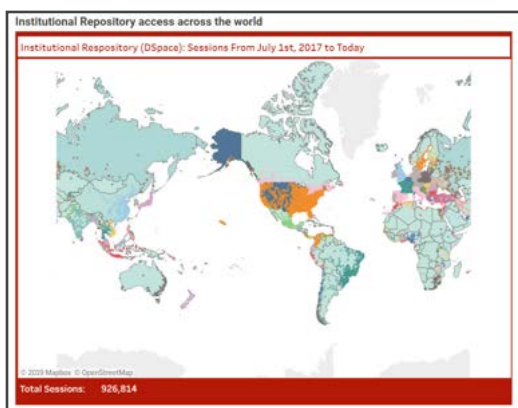 Institutional Repository access across the world
Institutional Respository (DSpace): Sessions From July 1st, 2017 to Today
© 2019 Mapbox © OpenStreetMap
Total Sessions: 926,814